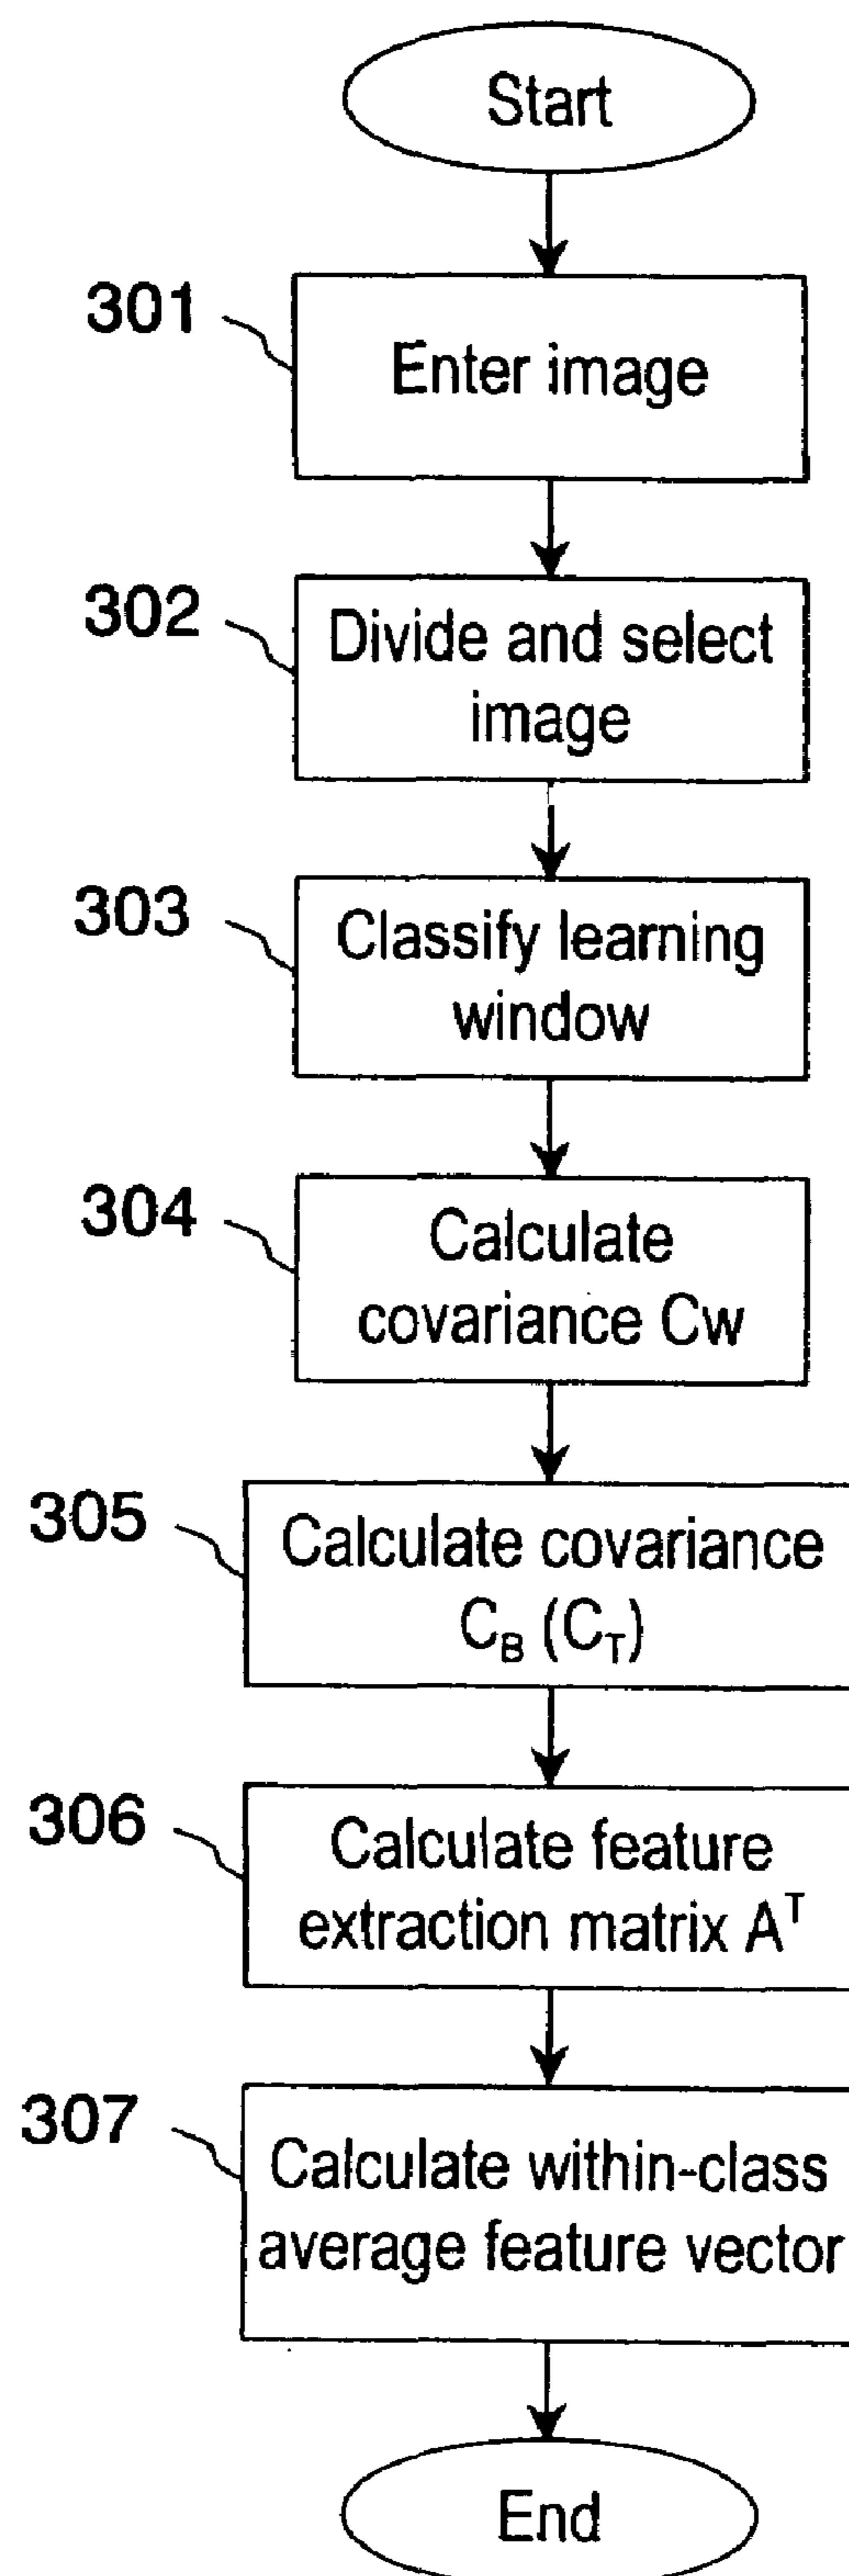 Start
301
Enter image
302
Divide and select
image
303
Classify learning
window
304
Calculate
covariance Cw
305
Calculate covariance
C_B (C_T)
306
Calculate feature
extraction matrix A^T
307
Calculate within-class
average feature vector
End